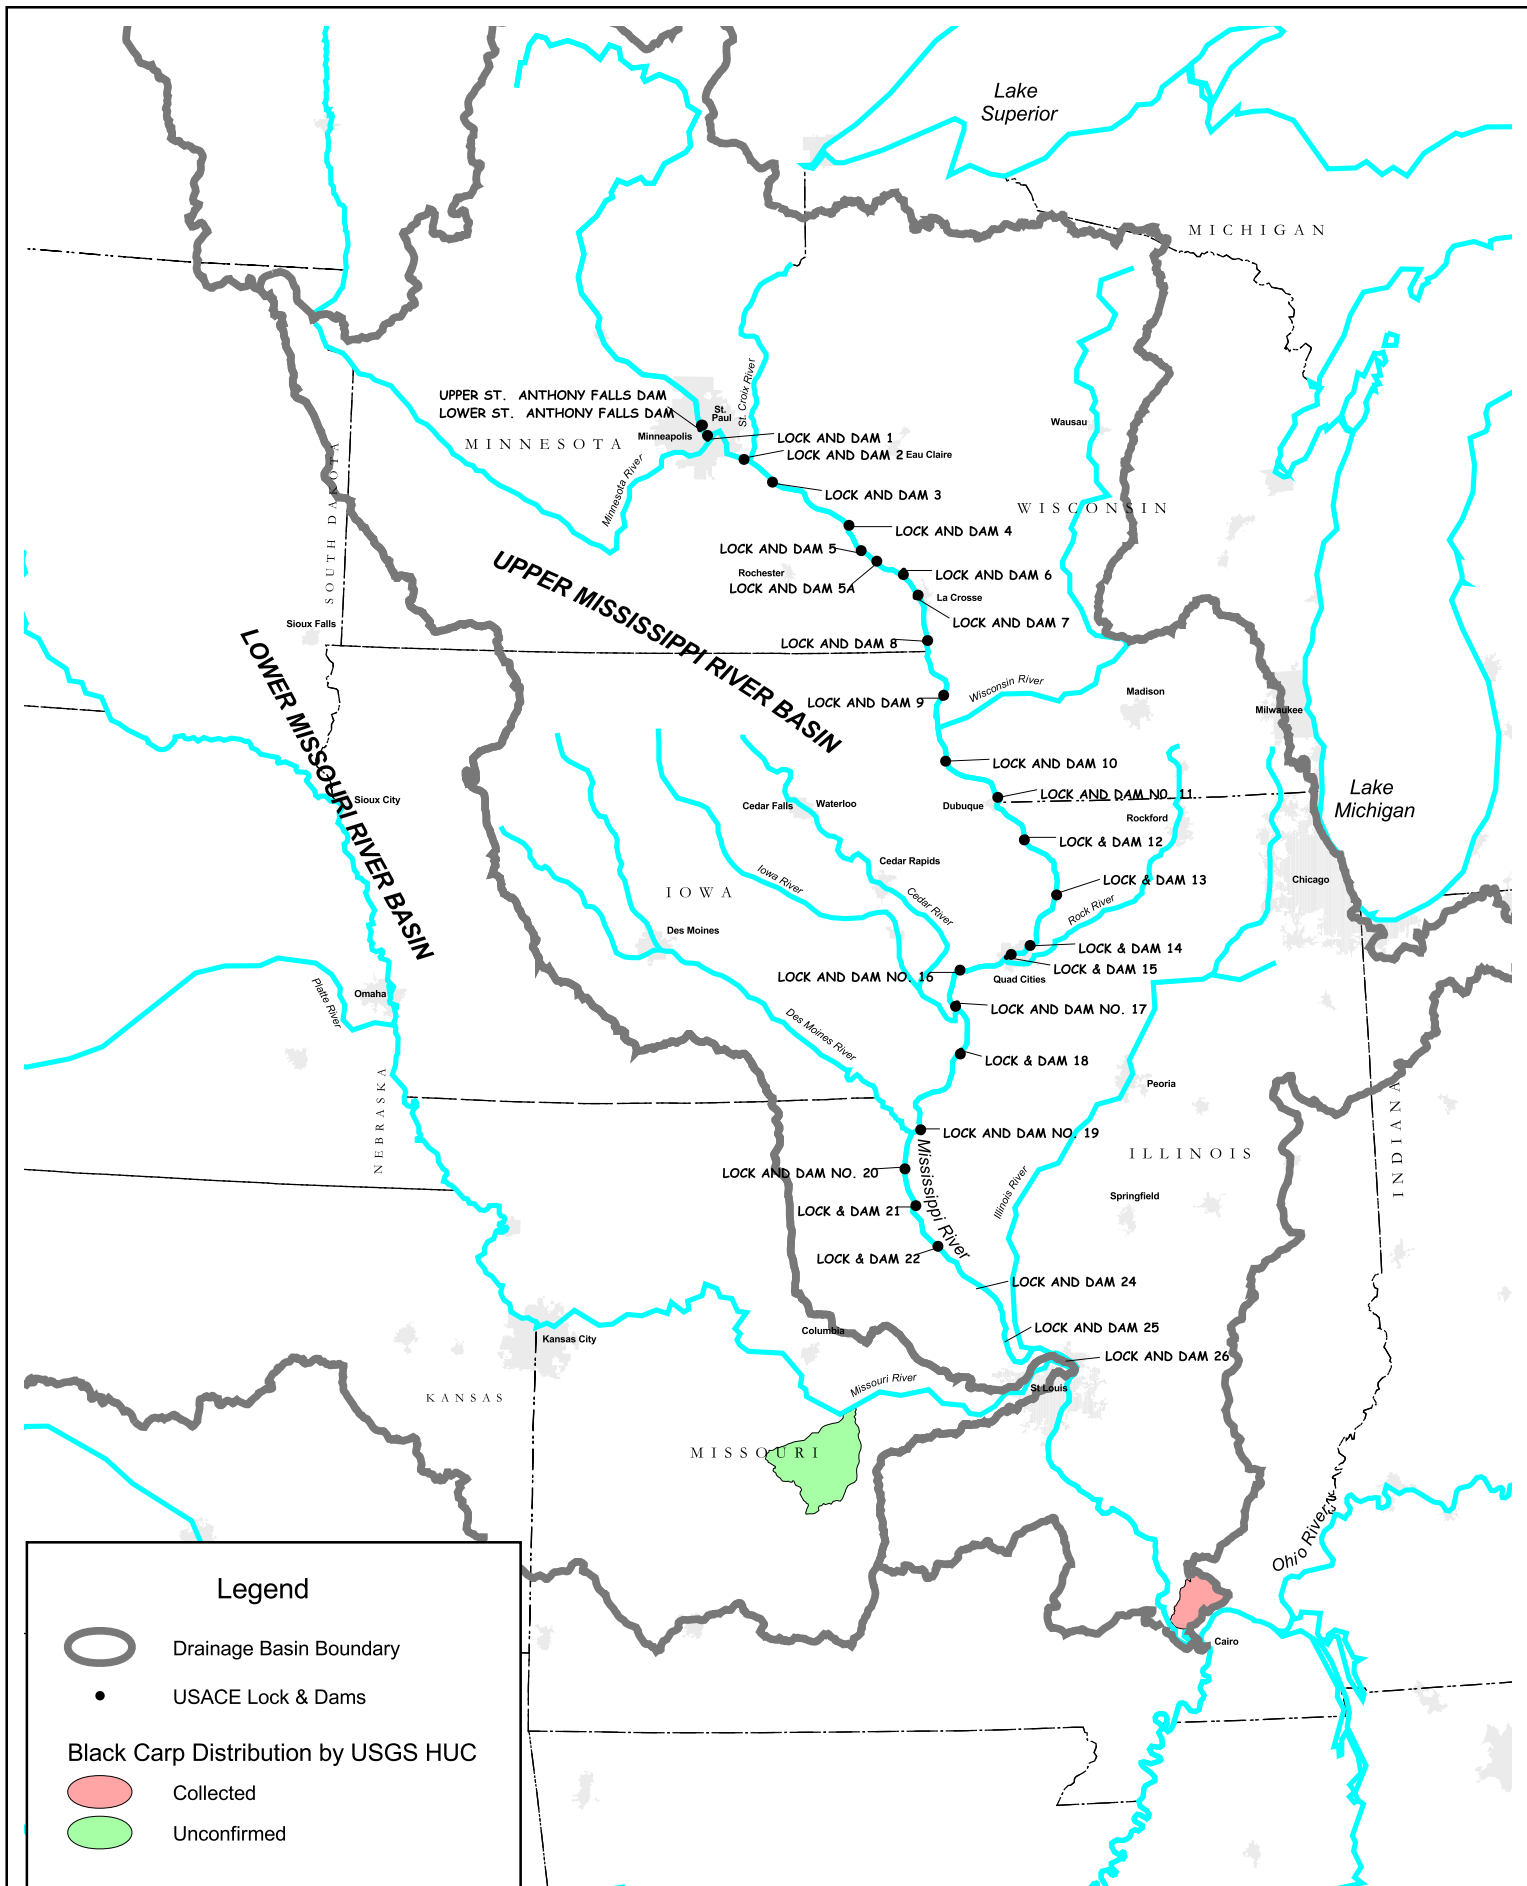 Lake
Superior
MICHIGAN
UPPER ST. ANTHONY FALLS DAM
LOWER ST. ANTHONY FALLS DAM
St.
Paul
St. Croix River
Minneapolis
MINNESOTA
LOCK AND DAM 1
LOCK AND DAM 2
Eau Claire
Wausau
Minnesota River
LOCK AND DAM 3
WISCONSIN
LOCK AND DAM 4
SOUTH DAKOTA
LOCK AND DAM 5
Rochester
LOCK AND DAM 5A
LOCK AND DAM 6
La Crosse
LOCK AND DAM 7
Sioux Falls
UPPER MISSISSIPPI RIVER BASIN
LOCK AND DAM 8
LOWER MISSOURI RIVER BASIN
LOCK AND DAM 9
Wisconsin River
Madison
Milwaukee
LOCK AND DAM 10
Lake
Michigan
Sioux City
Cedar Falls
Waterloo
Dubuque
LOCK AND DAM NO. 11
Rockford
LOCK & DAM 12
Cedar Rapids
Iowa River
IOWA
Cedar River
LOCK & DAM 13
Chicago
Rock River
Des Moines
LOCK & DAM 14
LOCK & DAM 15
LOCK AND DAM NO. 16
Quad Cities
Platte River
Omaha
LOCK AND DAM NO. 17
Des Moines River
LOCK & DAM 18
NEBRASKA
Peoria
INDIANA
LOCK AND DAM NO. 19
Mississippi River
ILLINOIS
LOCK AND DAM NO. 20
Illinois River
Springfield
LOCK & DAM 21
LOCK & DAM 22
LOCK AND DAM 24
Columbia
LOCK AND DAM 25
Kansas City
LOCK AND DAM 26
Missouri River
St Louis
KANSAS
MISSOURI
Ohio River
Cairo
Legend
Drainage Basin Boundary
USACE Lock & Dams
Black Carp Distribution by USGS HUC
Collected
Unconfirmed